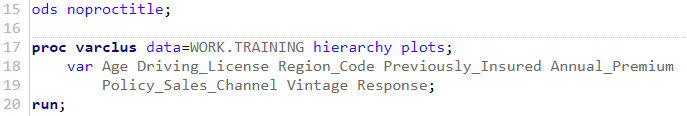 15 ods noproctitle;
16
17 proc varclus data=WORK.TRAINING hierarchy plots;
18 var Age Driving_License Region_Code Previously_Insured Annual_Premium
19 Policy_Sales_Channel Vintage Response;
20 run;